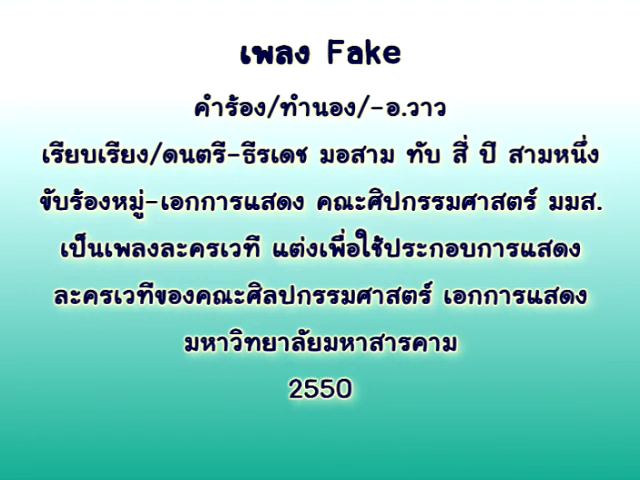 เพลง Fake
คำร้อง/ทำนอง/-อ.วาว
เรียบเรียง/ดนตรี-ธีรเดช มอสาม ทับ สี่ ปี สามหนึ่ง
ขับร้องหมู่-เอกการแสดง คณะศิปกรรมศาสตร์ มมส.
เป็นเพลงละครเวที แต่งเพื่อใช้ประกอบการแสดง
ละครเวทีของคณะศิลปกรรมศาสตร์ เอกการแสดง
มหาวิทยาลัยมหาสารคาม
2550